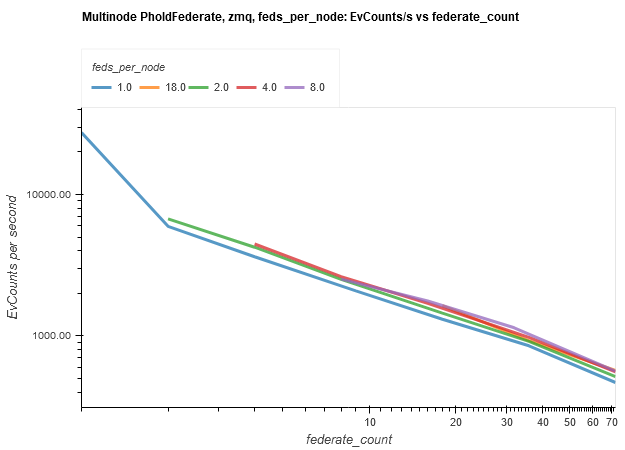 Multinode PholdFederate, zmq, feds_per_node: EvCounts/s vs federate_count
feds_per_node
1.0 18.0 2.0 4.0 8.0
EvCounts per second
10000.00
1000.00
10 20 30 40 50 60 70
federate_count